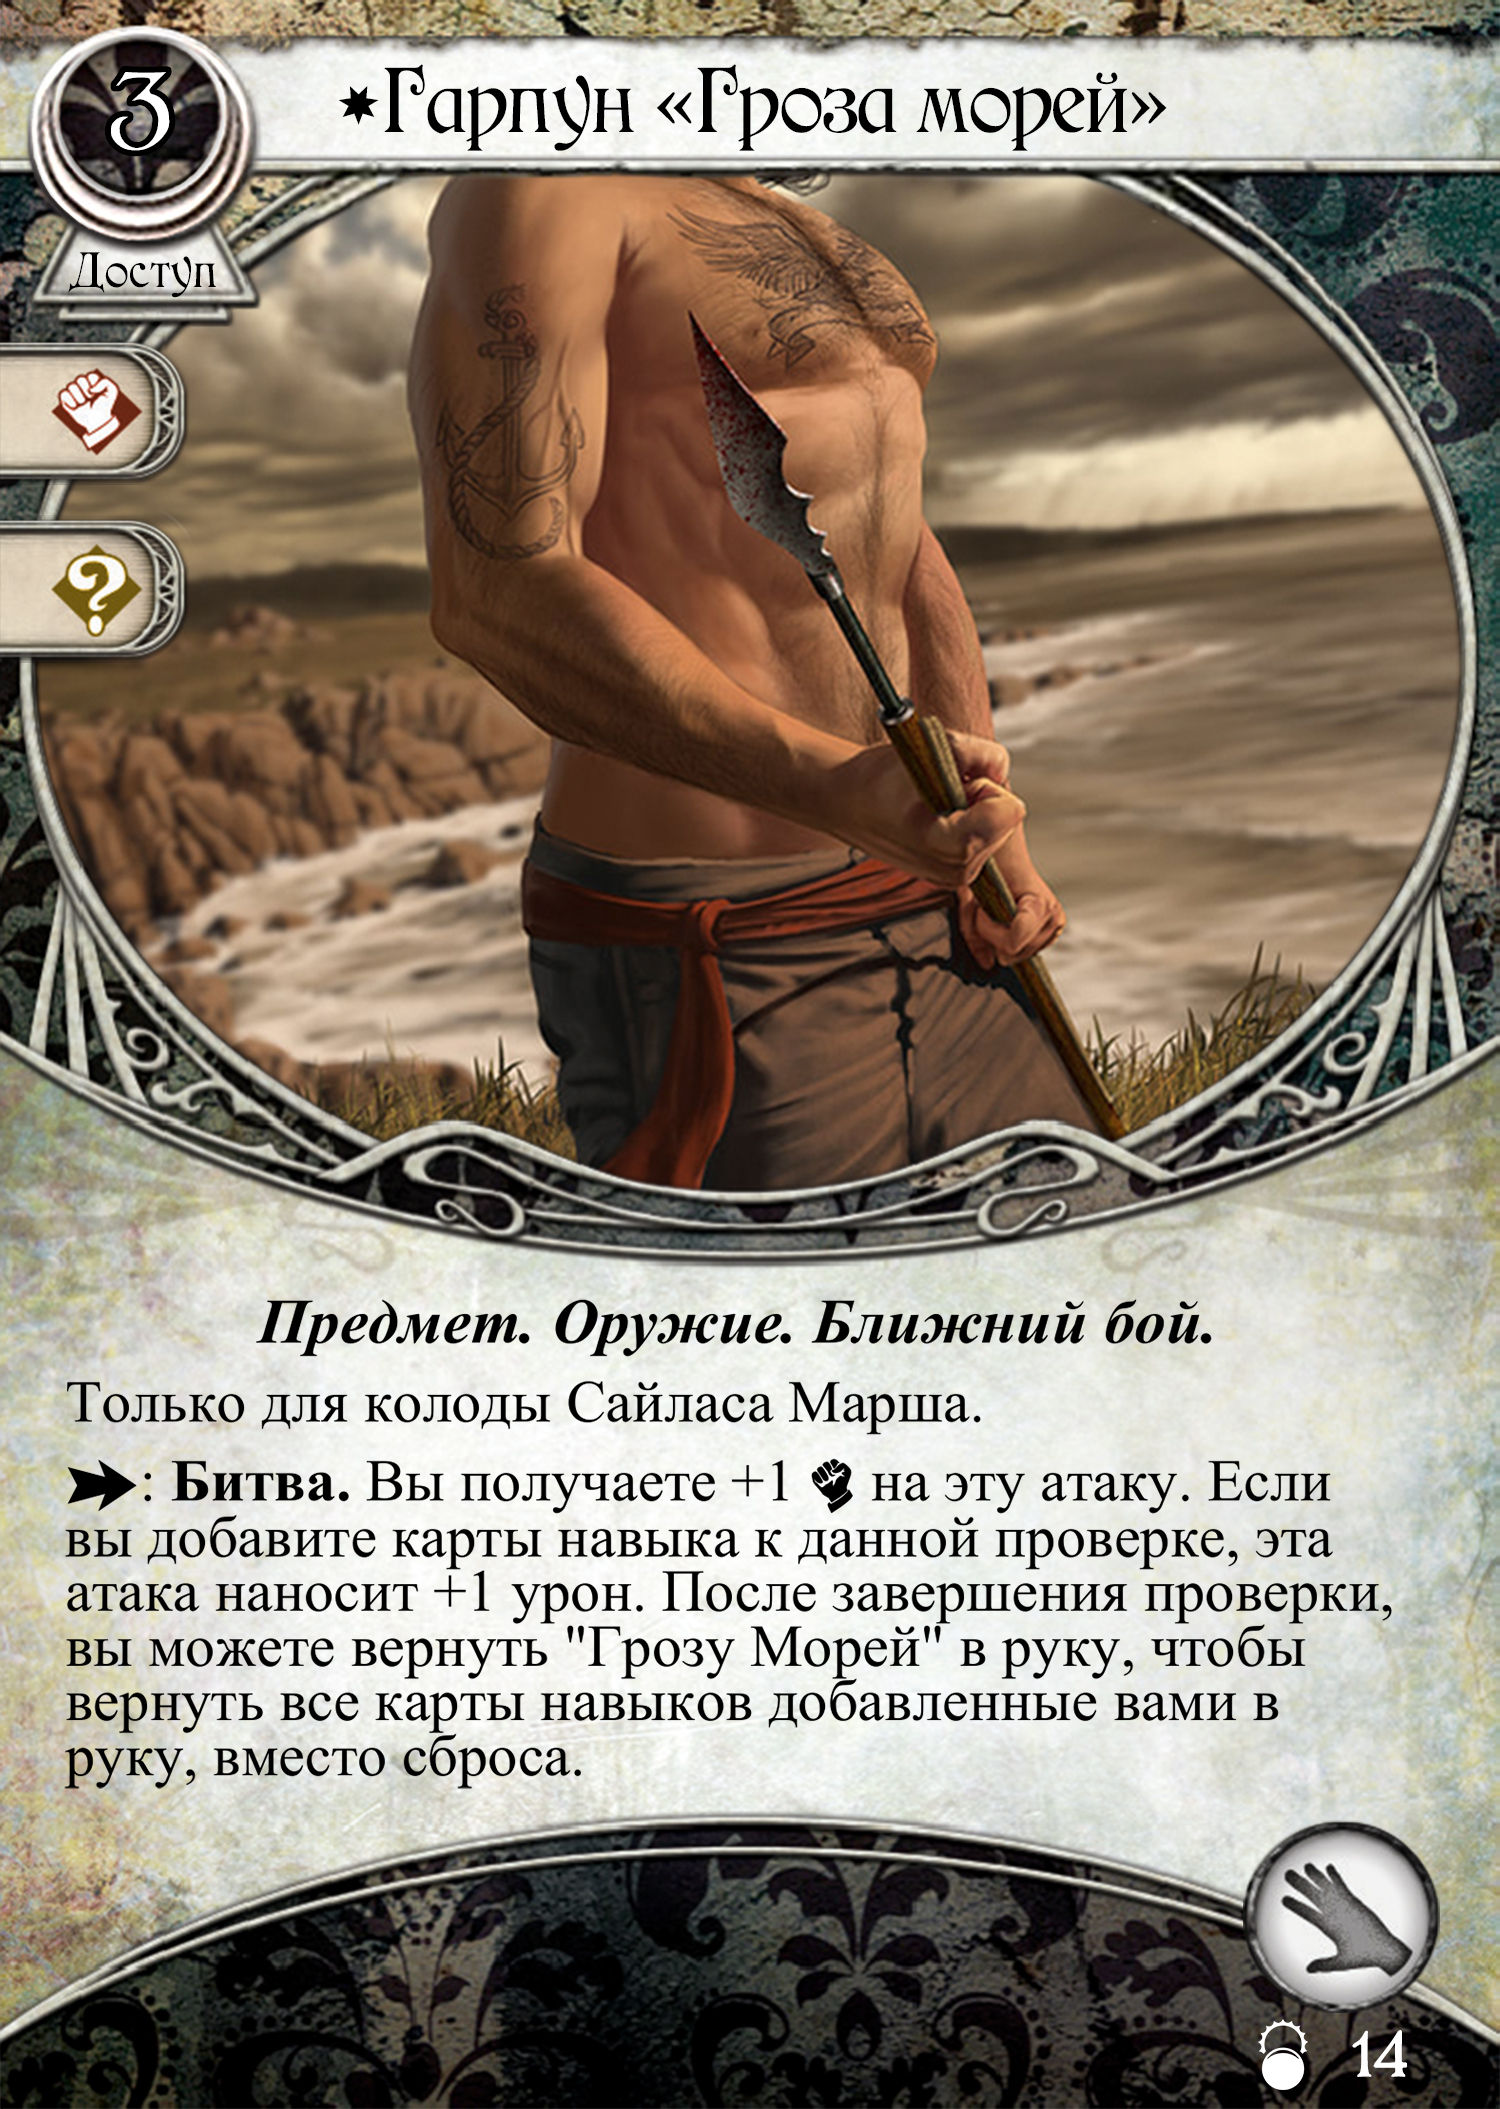 3
Гарпун «Гроза морей»
Доступ
Предмет. Оружие. Ближний бой.
Только для колоды Сайласа Марша.
: Битва. Вы получаете +1 на эту атаку. Если
вы добавите карты навыка к данной проверке, эта
атака наносит +1 урон. После завершения проверки,
вы можете вернуть "Грозу Морей" в руку, чтобы
вернуть все карты навыков добавленные вами в
руку, вместо сброса.
14